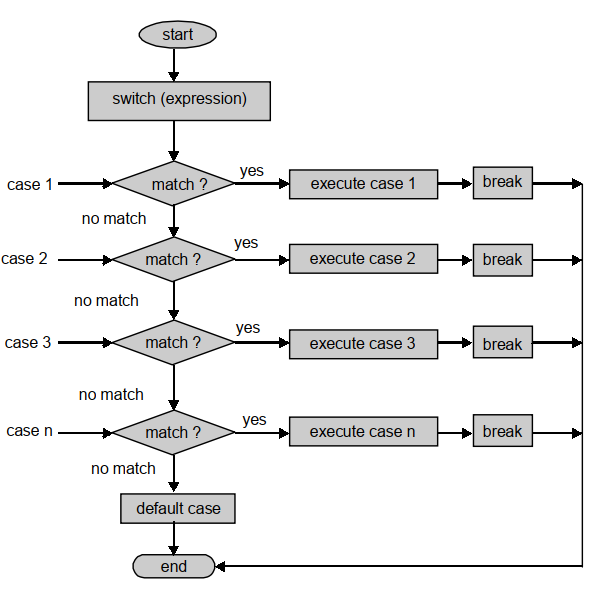 start
switch (expression)
case 1
match ?
yes
execute case 1
break
no match
case 2
match ?
yes
execute case 2
break
no match
case 3
match ?
yes
execute case 3
break
no match
case n
match ?
yes
execute case n
break
no match
default case
end